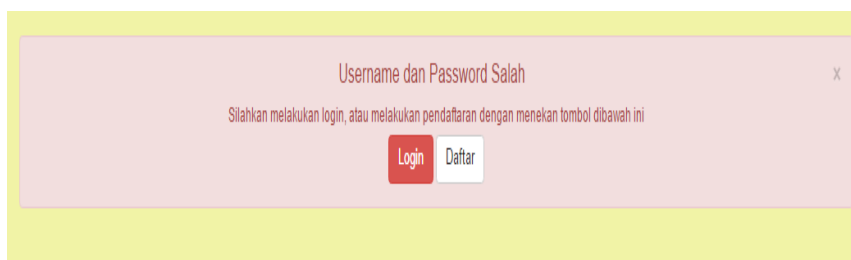 Username dan Password Salah
x
Silahkan melakukan login, atau melakukan pendaftaran dengan menekan tombol dibawah ini
Login Daftar